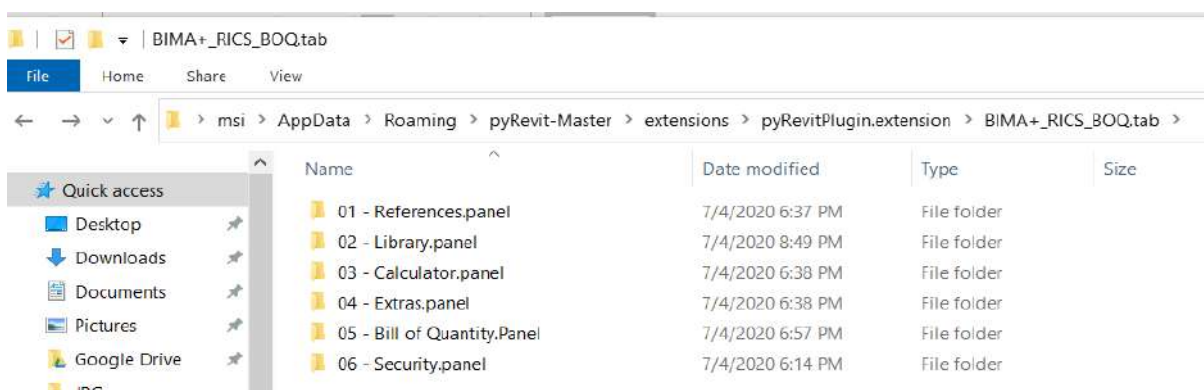 BIMA+_RICS_BOQ.tab
File Home Share View
msi > AppData > Roaming > pyRevit-Master > extensions > pyRevitPlugin.extension > BIMA+_RICS_BOQ.tab >
Name Date modified Type Size
Quick access
Desktop
Downloads
Documents
Pictures
Google Drive
01 - References.panel 7/4/2020 6:37 PM File folder
02 - Library.panel 7/4/2020 8:49 PM File folder
03 - Calculator.panel 7/4/2020 6:38 PM File folder
04 - Extras.panel 7/4/2020 6:38 PM File folder
05 - Bill of Quantity.Panel 7/4/2020 6:57 PM File folder
06 - Security.panel 7/4/2020 6:14 PM File folder